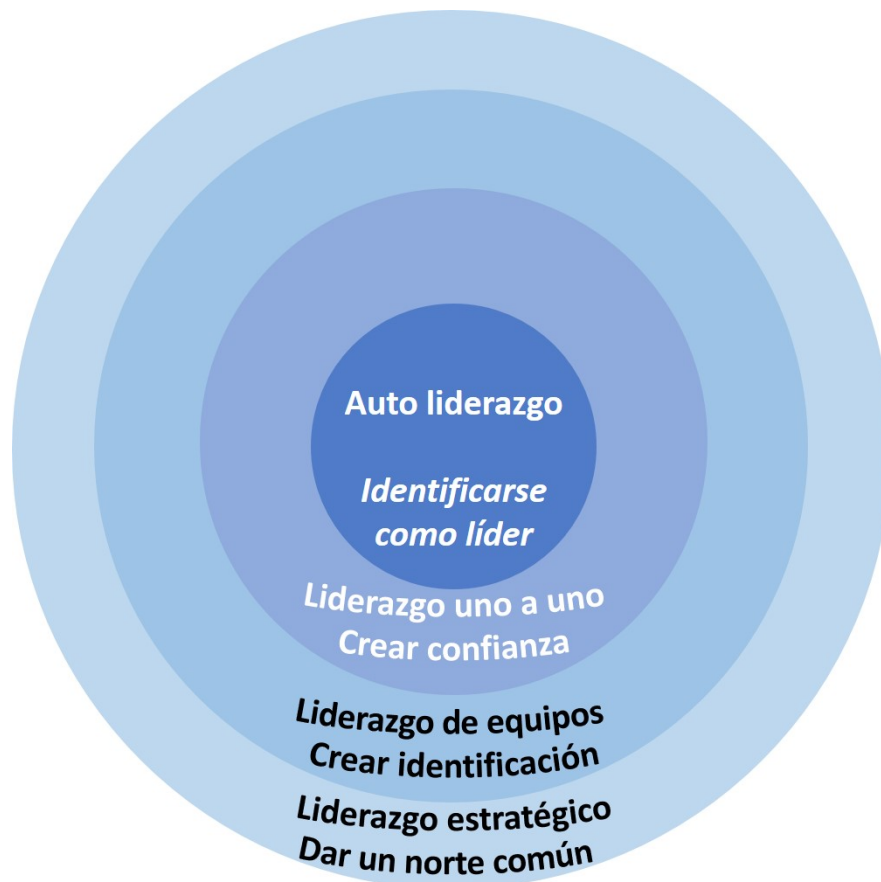 Auto liderazgo
Identificarse
como líder
Liderazgo uno a uno
Crear confianza
Liderazgo de equipos
Crear identificación
Liderazgo estratégico
Dar un norte común